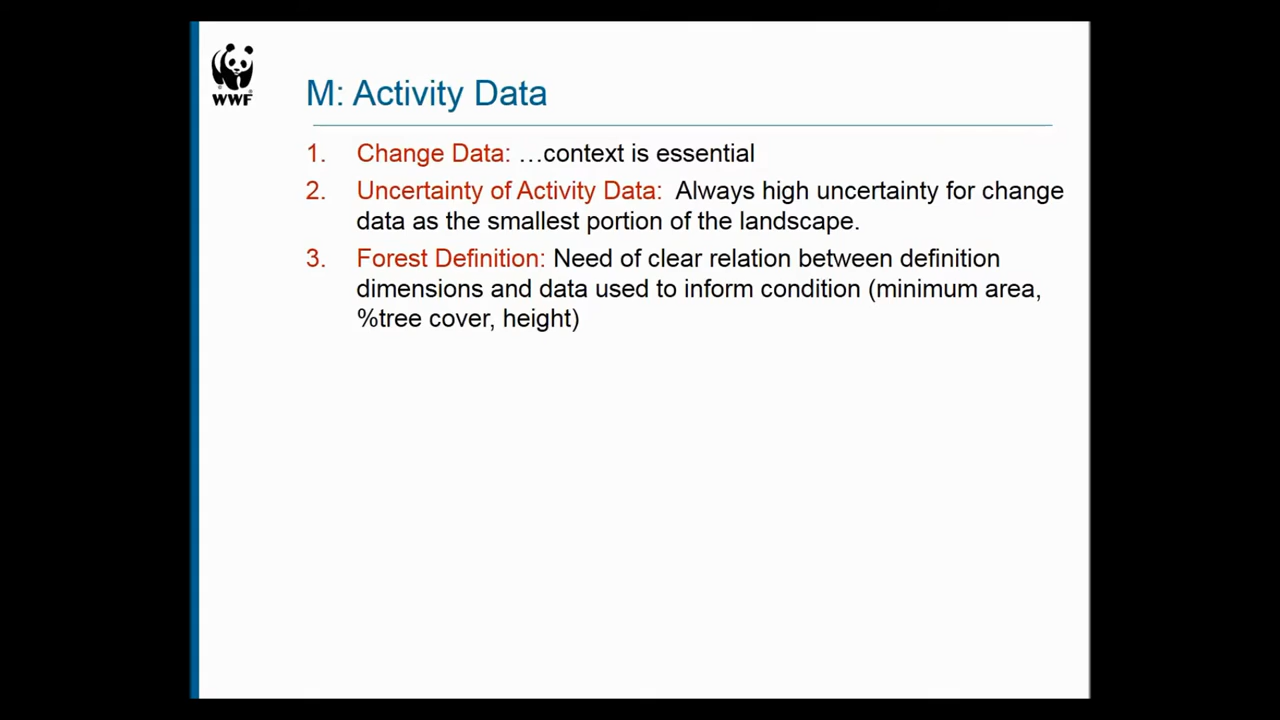 WWF
M: Activity Data
1. Change Data: …context is essential
2. Uncertainty of Activity Data: Always high uncertainty for change
data as the smallest portion of the landscape.
3. Forest Definition: Need of clear relation between definition
dimensions and data used to inform condition (minimum area,
%tree cover, height)